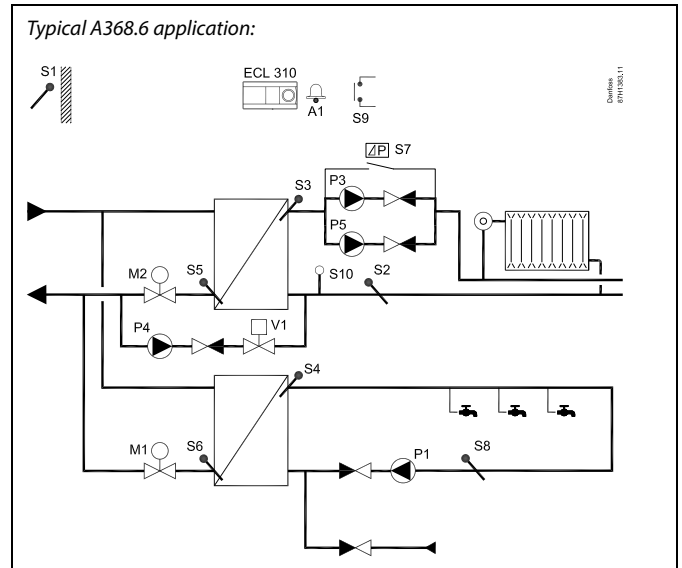 Typical A368.6 application:
S1
ECL 310
A1
S9
Danfoss
87H1383.11
⊿P S7
P3
S3
P5
M2
S5
S10
S2
P4
V1
S4
M1
S6
P1
S8